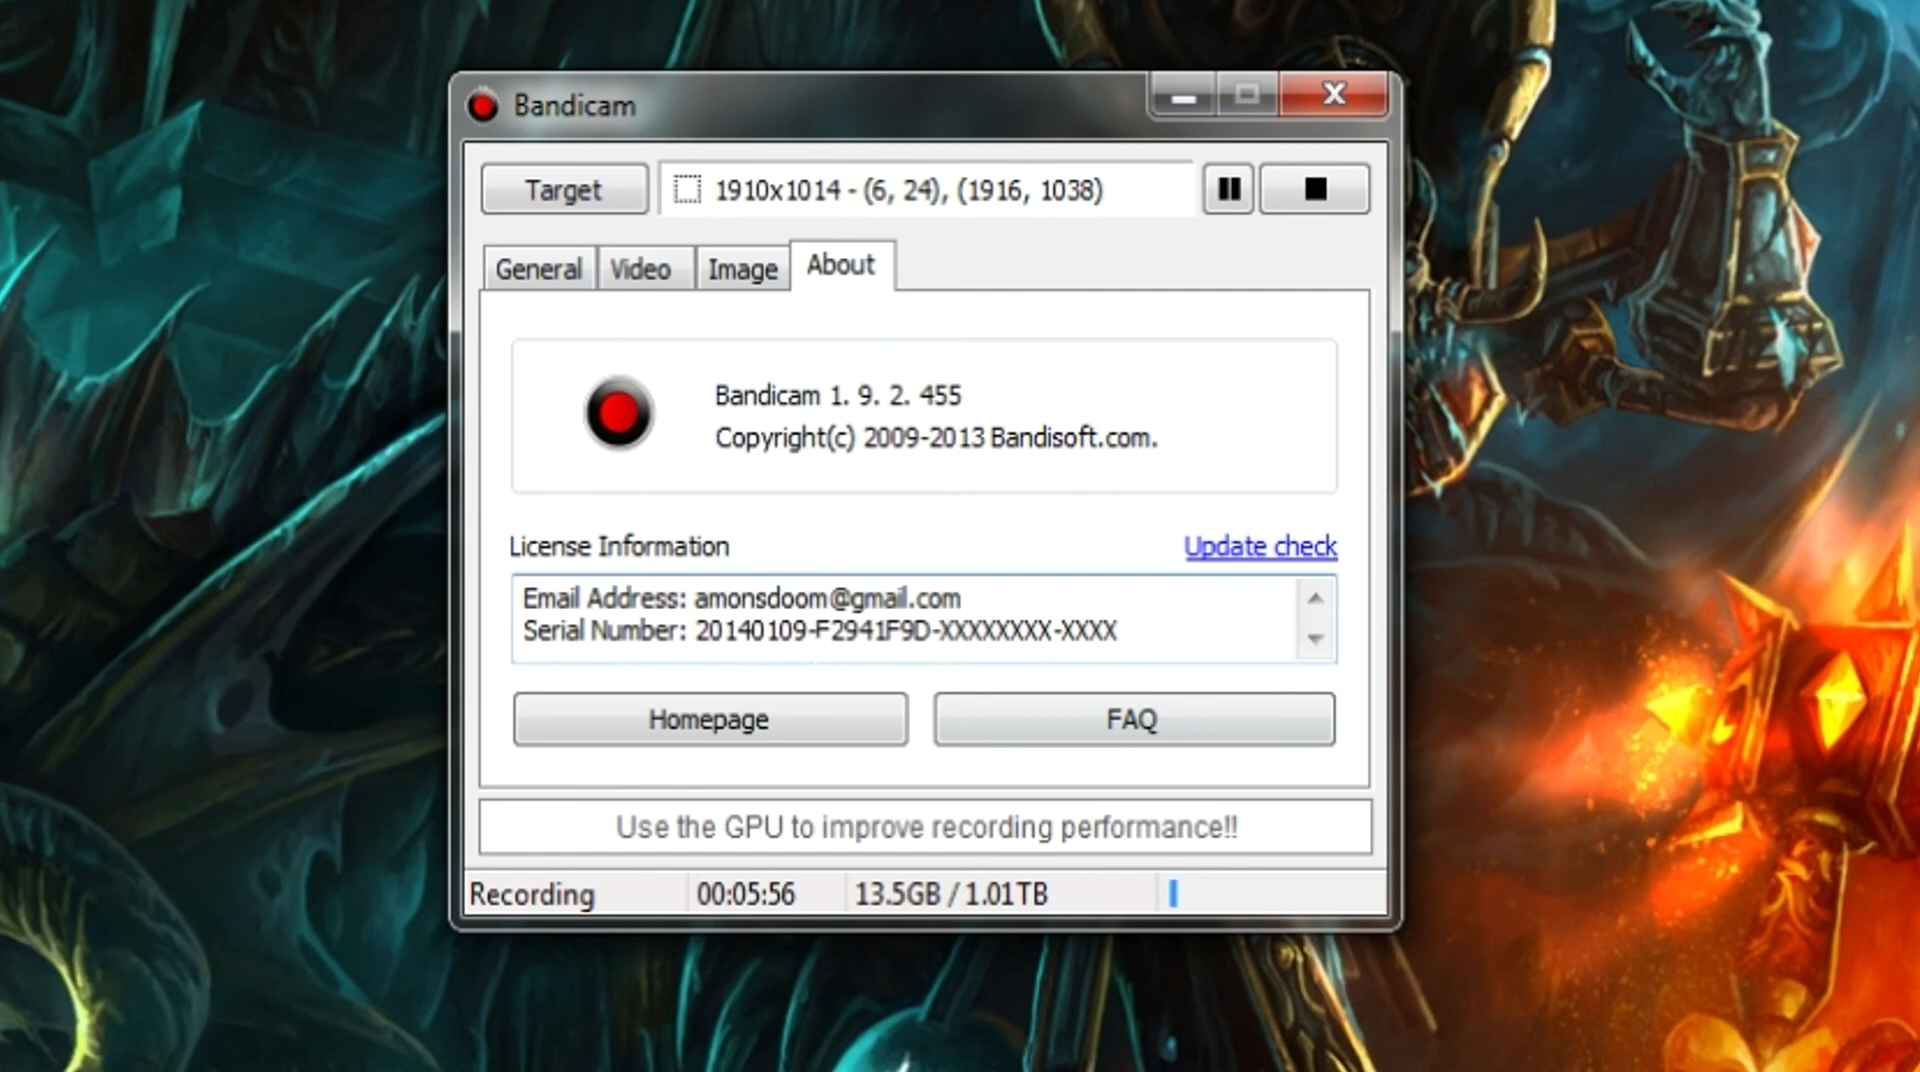 Bandicam
Target
1910x1014 - (6, 24), (1916, 1038)
General Video Image About
Bandicam 1. 9. 2. 455
Copyright(c) 2009-2013 Bandisoft.com.
License Information
Update check
Email Address: amonsdoom@gmail.com
Serial Number: 20140109-F2941F9D-XXXXXXXX-XXXX
Homepage
FAQ
Use the GPU to improve recording performance!!
Recording 00:05:56 13.5GB / 1.01TB